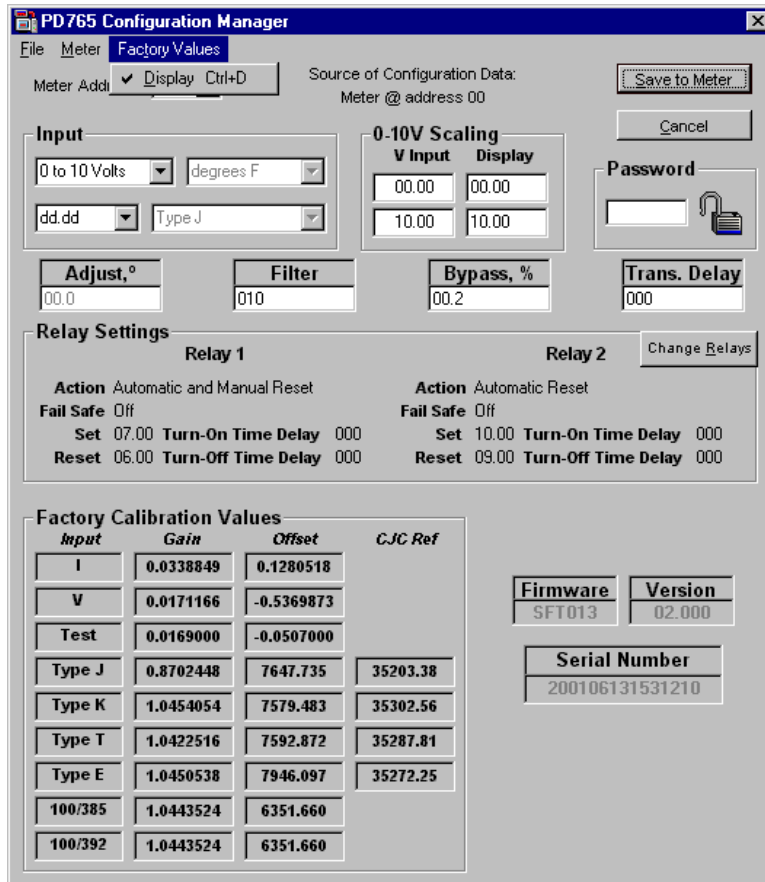 PD765 Configuration Manager
File Meter Factory Values
Display Ctrl+D
Meter Addr
Source of Configuration Data:
Meter @ address 00
Save to Meter
Cancel
Input
0 to 10 Volts degrees F
dd.dd Type J
0-10V Scaling
V Input Display
00.00 00.00
10.00 10.00
Password
Adjust,° Filter Bypass, % Trans. Delay
00.0 010 00.2 000
Relay Settings
Change Relays
Relay 1
Action Automatic and Manual Reset
Fail Safe Off
Set 07.00 Turn-On Time Delay 000
Reset 06.00 Turn-Off Time Delay 000
Relay 2
Action Automatic Reset
Fail Safe Off
Set 10.00 Turn-On Time Delay 000
Reset 09.00 Turn-Off Time Delay 000
Factory Calibration Values
Input Gain Offset CJC Ref
I 0.0338849 0.1280518
V 0.0171166 -0.5369873
Test 0.0169000 -0.0507000
Type J 0.8702448 7647.735 35203.38
Type K 1.0454054 7579.483 35302.56
Type T 1.0422516 7592.872 35287.81
Type E 1.0450538 7946.097 35272.25
100/385 1.0443524 6351.660
100/392 1.0443524 6351.660
Firmware Version
SFT013 02.000
Serial Number
200106131531210